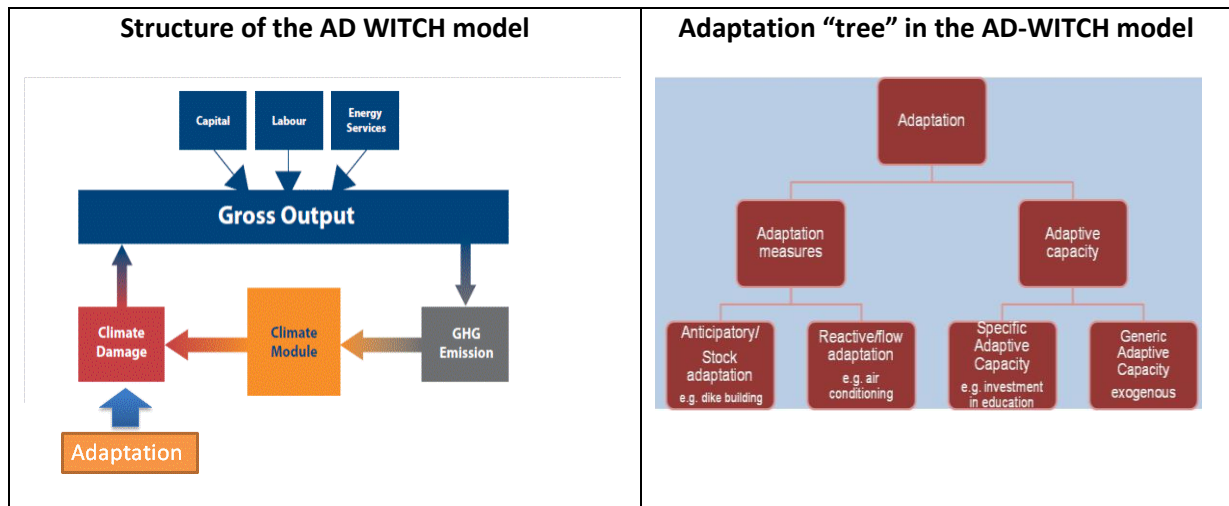 Structure of the AD WITCH model
Capital
Labour
Energy
Services
Gross Output
Climate
Damage
Climate
Module
GHG
Emission
Adaptation
Adaptation “tree” in the AD-WITCH model
Adaptation
Adaptation
measures
Adaptive
capacity
Anticipatory/
Stock
adaptation
e.g. dike building
Reactive/flow
adaptation
e.g. air
conditioning
Specific
Adaptive
Capacity
e.g. investment
in education
Generic
Adaptive
Capacity
exogenous